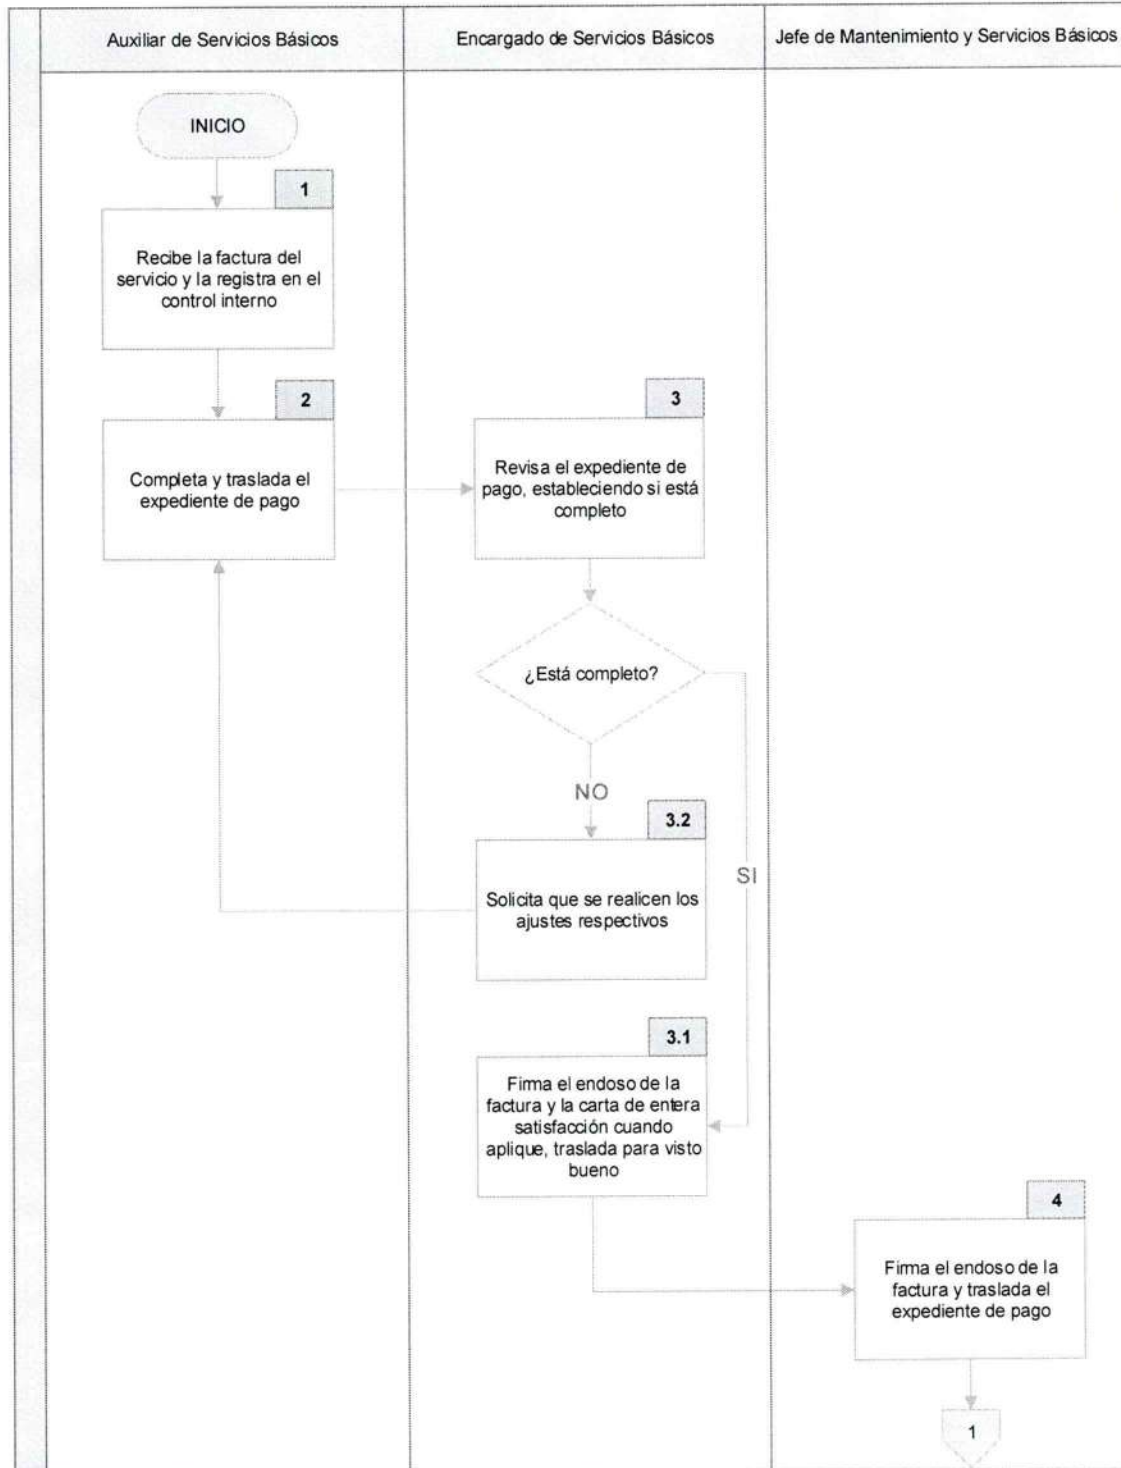 Auxiliar de Servicios Básicos
Encargado de Servicios Básicos
Jefe de Mantenimiento y Servicios Básicos
INICIO
1
Recibe la factura del
servicio y la registra en el
control interno
2
Completa y traslada el
expediente de pago
3
Revisa el expediente de
pago, estableciendo si está
completo
¿Está completo?
NO
SI
3.2
Solicita que se realicen los
ajustes respectivos
3.1
Firma el endoso de la
factura y la carta de entera
satisfacción cuando
aplique, traslada para visto
bueno
4
Firma el endoso de la
factura y traslada el
expediente de pago
1